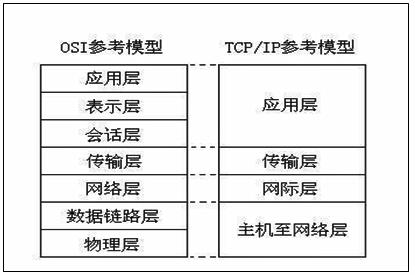 OSI参考模型
TCP/IP参考模型
应用层
表示层
会话层
传输层
网络层
数据链路层
物理层
应用层
传输层
网际层
主机至网络层